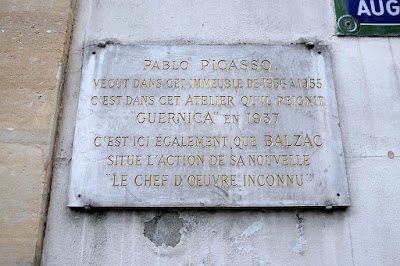 AUG
PABLO PICASSO
VÉCUT DANS CET IMMEUBLE DE 1936 À 1955
C'EST DANS CET ATELIER QU'IL PEIGNIT
"GUERNICA" EN 1937
C'EST ICI ÉGALEMENT QUE BALZAC
SITUE L'ACTION DE SA NOUVELLE
"LE CHEF D'OEUVRE INCONNU"